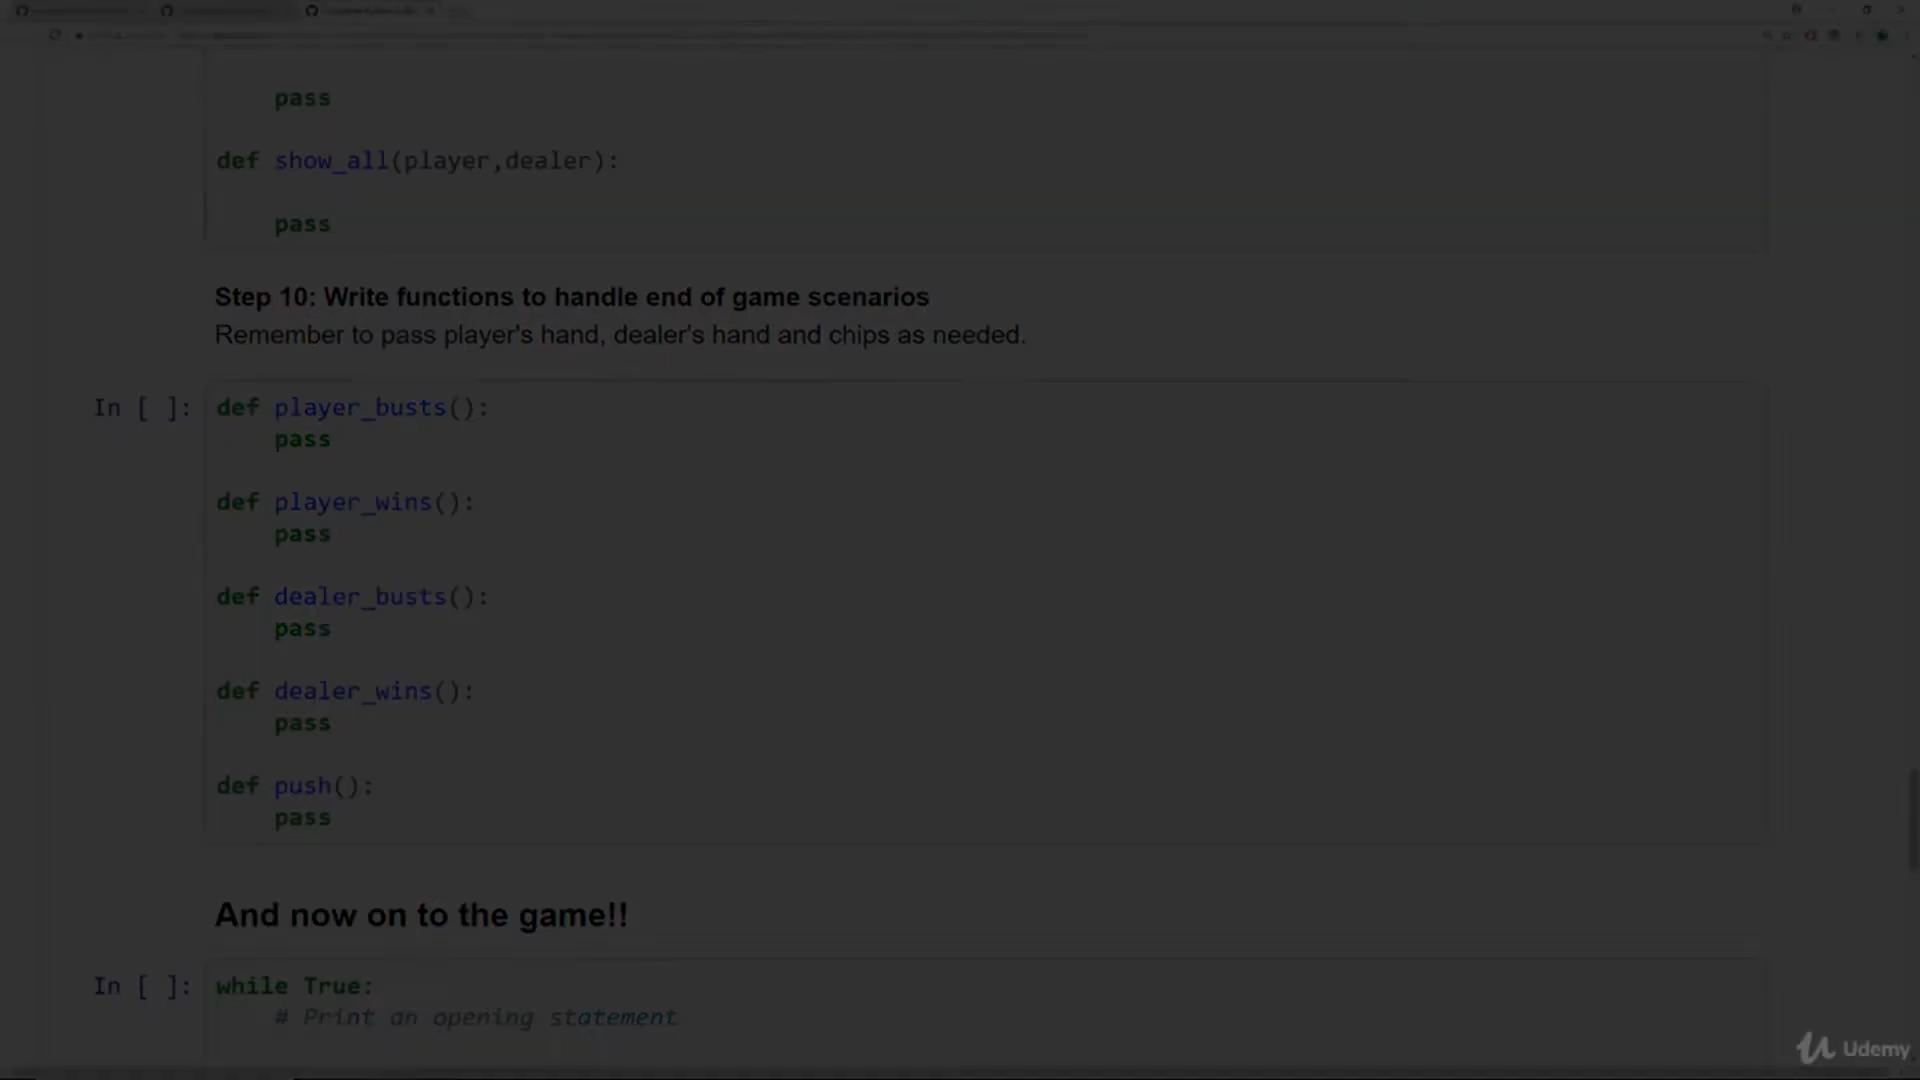 pass
def show_all(player,dealer):
pass
Step 10: Write functions to handle end of game scenarios
Remember to pass player's hand, dealer's hand and chips as needed.
In [ ]:
def player_busts():
pass
def player_wins():
pass
def dealer_busts():
pass
def dealer_wins():
pass
def push():
pass
And now on to the game!!
In [ ]:
while True:
# Print an opening statement
Udemy